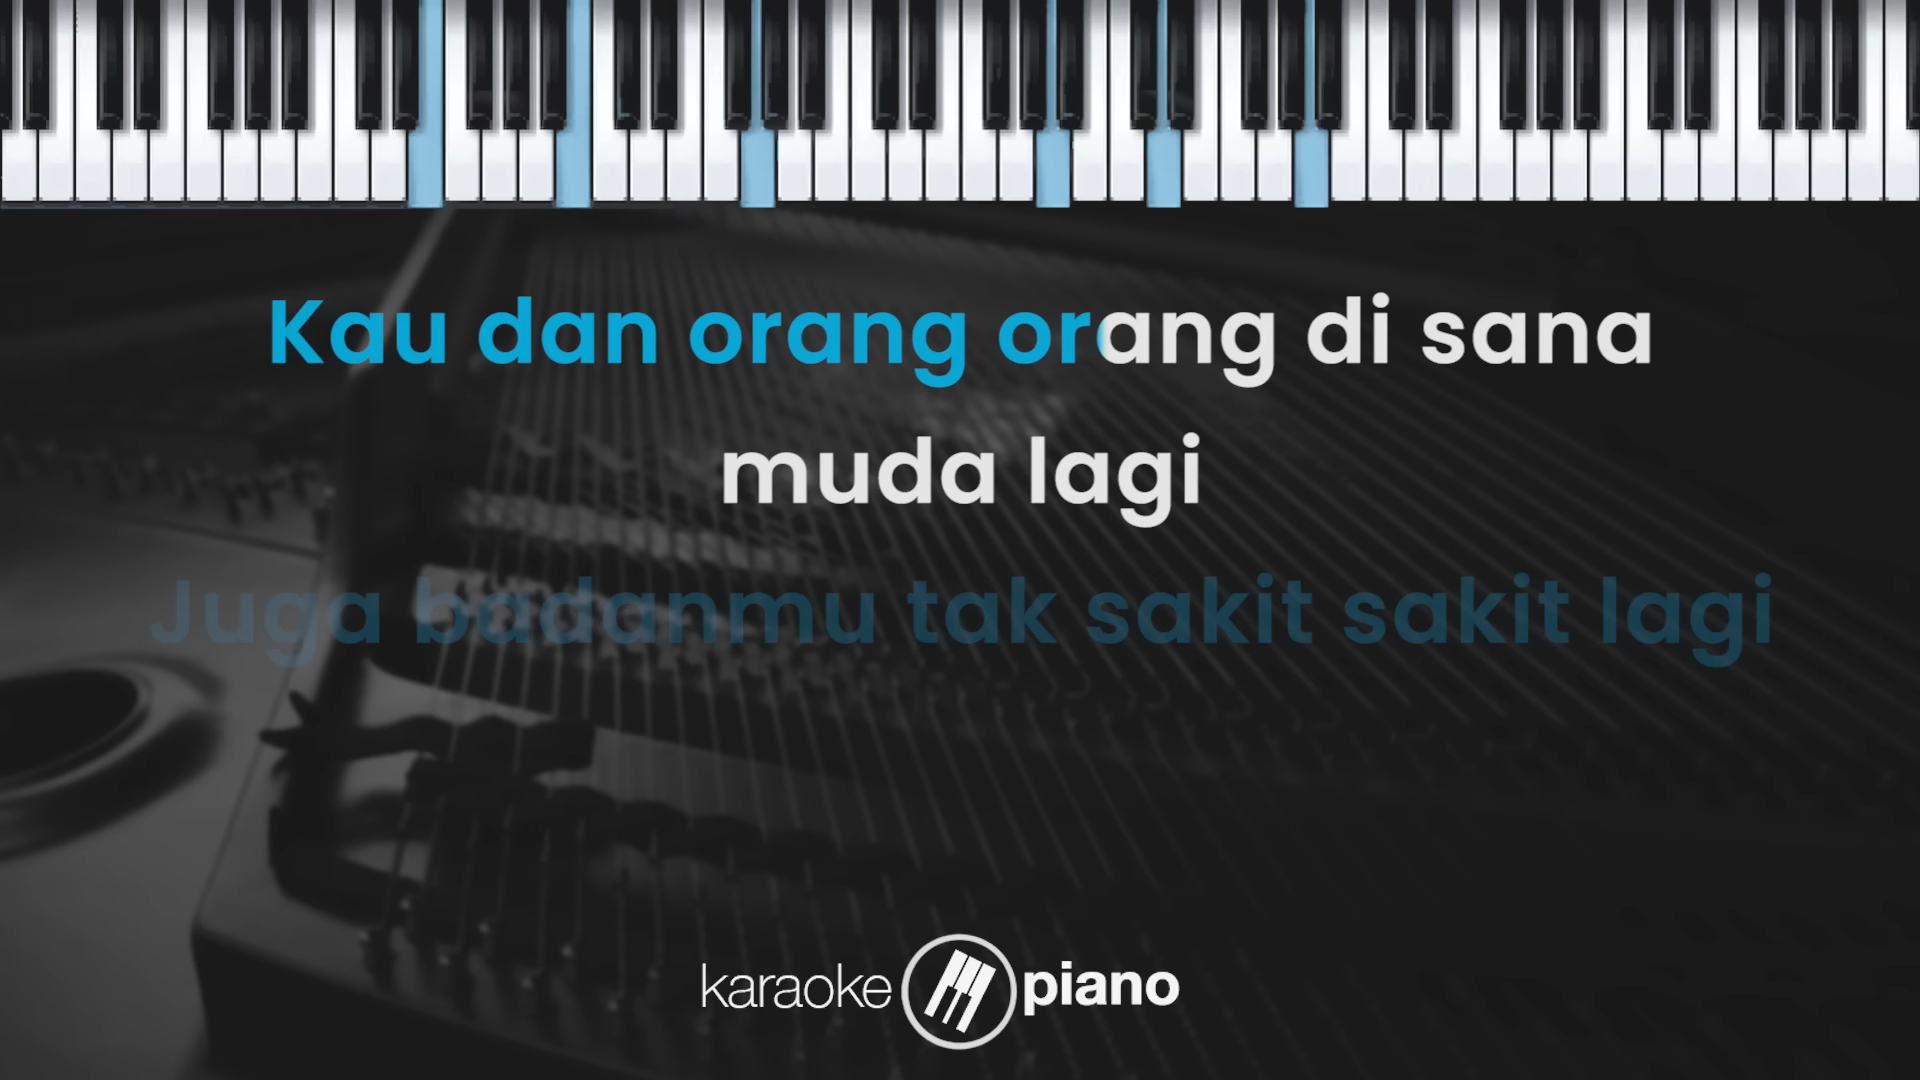 Kau dan orang orang di sana
muda lagi
Juga badanmu tak sakit sakit lagi
karaoke piano